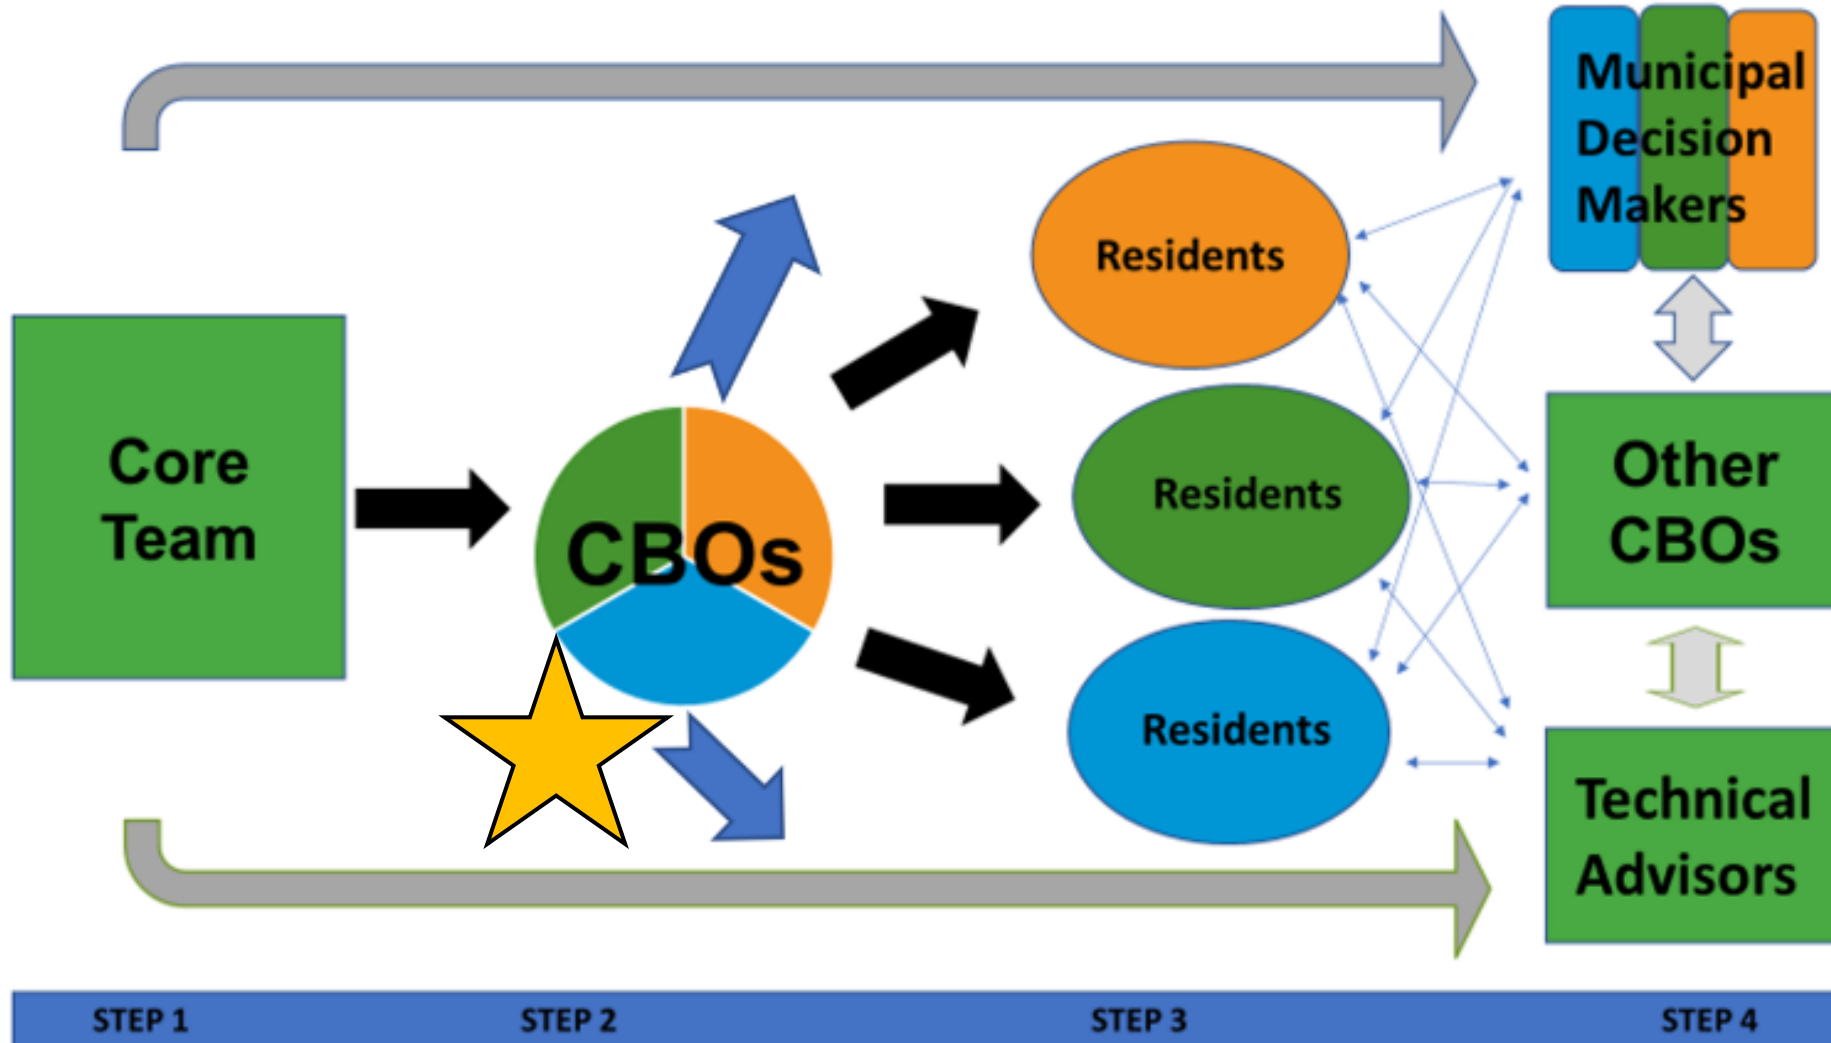 Core
Team
CBOs
Residents
Residents
Residents
Municipal
Decision
Makers
Other
CBOs
Technical
Advisors
STEP 1
STEP 2
STEP 3
STEP 4